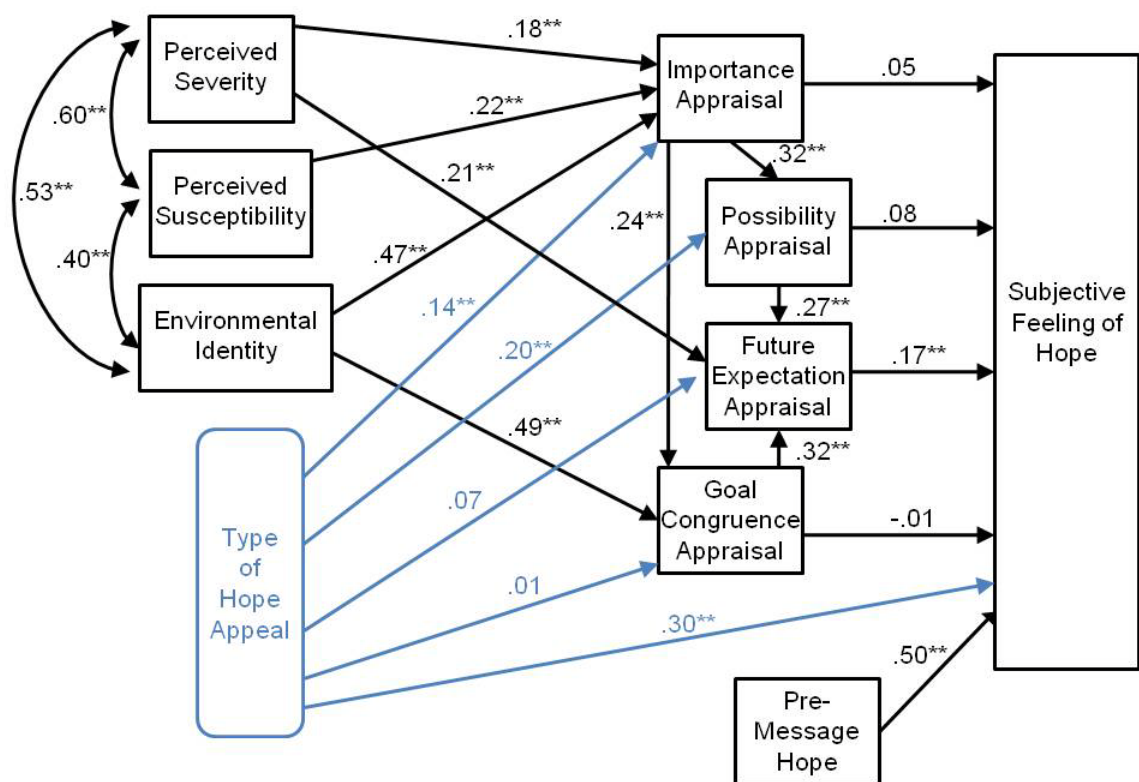 Perceived
Severity
Perceived
Susceptibility
Environmental
Identity
Type
of
Hope
Appeal
Importance
Appraisal
Possibility
Appraisal
Future
Expectation
Appraisal
Goal
Congruence
Appraisal
Pre-
Message
Hope
Subjective
Feeling of
Hope
.60**
.53**
.40**
.18**
.22**
.21**
.47**
.14**
.20**
.49**
.07
.01
.30**
.24**
.32**
.27**
.32**
.05
.08
.17**
-.01
.50**